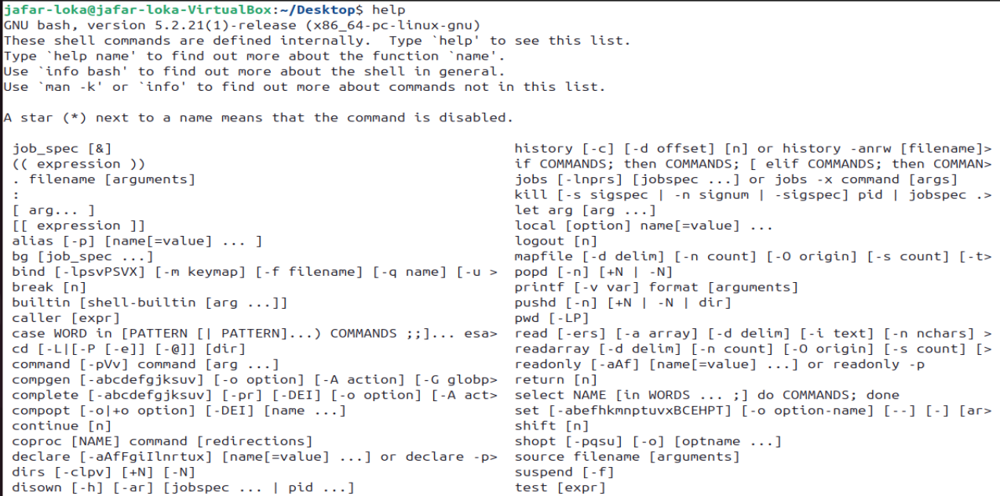 jafar-loka@jafar-loka-VirtualBox:~/Desktop$ help
GNU bash, version 5.2.21(1)-release (x86_64-pc-linux-gnu)
These shell commands are defined internally.  Type `help' to see this list.
Type `help name' to find out more about the function `name'.
Use `info bash' to find out more about the shell in general.
Use `man -k' or `info' to find out more about commands not in this list.

A star (*) next to a name means that the command is disabled.

job_spec [&]                                                history [-c] [-d offset] [n] or history -anrw [filename]>
(( expression ))                                            if COMMANDS; then COMMANDS; [ elif COMMANDS; then COMMAN>
. filename [arguments]                                      jobs [-lnprs] [jobspec ...] or jobs -x command [args]
:                                                           kill [-s sigspec | -n signum | -sigspec] pid | jobspec .>
[ arg... ]                                                  let arg [arg ...]
[[ expression ]]                                            local [option] name[=value] ...
alias [-p] [name[=value] ... ]                              logout [n]
bg [job_spec ...]                                           mapfile [-d delim] [-n count] [-O origin] [-s count] [-t>
bind [-lpsvPSVX] [-m keymap] [-f filename] [-q name] [-u >  popd [-n] [+N | -N]
break [n]                                                   printf [-v var] format [arguments]
builtin [shell-builtin [arg ...]]                           pushd [-n] [+N | -N | dir]
caller [expr]                                               pwd [-LP]
case WORD in [PATTERN [| PATTERN]...) COMMANDS ;;]... esa>  read [-ers] [-a array] [-d delim] [-i text] [-n nchars] >
cd [-L|[-P [-e]] [-@]] [dir]                                readarray [-d delim] [-n count] [-O origin] [-s count] [>
command [-pVv] command [arg ...]                            readonly [-aAf] [name[=value] ...] or readonly -p
compgen [-abcdefgjksuv] [-o option] [-A action] [-G globp>  return [n]
complete [-abcdefgjksuv] [-pr] [-DEI] [-o option] [-A act>  select NAME [in WORDS ... ;] do COMMANDS; done
compopt [-o|+o option] [-DEI] [name ...]                    set [-abefhkmnptuvxBCEHPT] [-o option-name] [--] [-] [ar>
continue [n]                                                shift [n]
coproc [NAME] command [redirections]                        shopt [-pqsu] [-o] [optname ...]
declare [-aAfFgiIlnrtux] [name[=value] ...] or declare -p>  source filename [arguments]
dirs [-clpv] [+N] [-N]                                      suspend [-f]
disown [-h] [-ar] [jobspec ... | pid ...]                   test [expr]